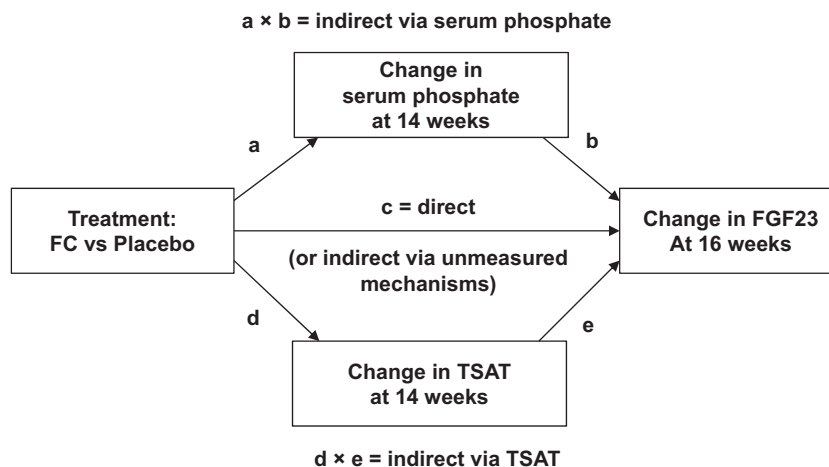 a × b = indirect via serum phosphate
Change in
serum phosphate
at 14 weeks
a
b
Treatment:
FC vs Placebo
c = direct
(or indirect via unmeasured
mechanisms)
Change in FGF23
At 16 weeks
d
e
Change in TSAT
at 14 weeks
d × e = indirect via TSAT